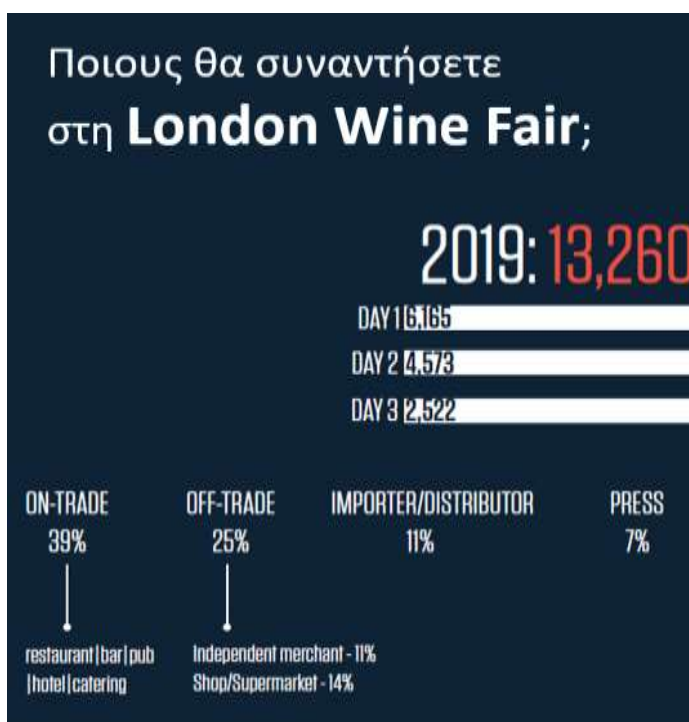 Ποιους θα συναντήσετε
στη London Wine Fair;
2019: 13,260
DAY 1 6,165
DAY 2 4,573
DAY 3 2,522
ON-TRADE OFF-TRADE IMPORTER/DISTRIBUTOR PRESS
39% 25% 11% 7%
restaurant|bar|pub Independent merchant - 11%
|hotel|catering Shop/Supermarket - 14%